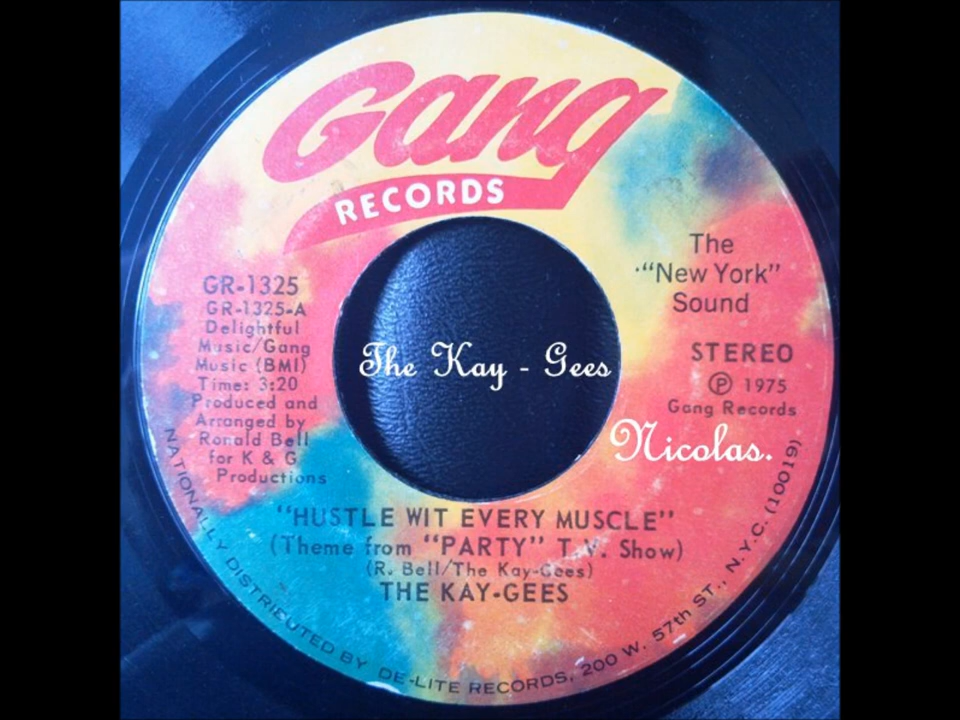 Gang
RECORDS
The
"New York"
Sound
GR-1325
GR-1325-A
Delightful
Music/Gang
Music (BMI)
Time: 3:20
Produced and
Arranged by
Ronald Bell
for K & G
Productions
STEREO
Ⓟ 1975
Gang Records
The Kay - Gees
Nicolas.
"HUSTLE WIT EVERY MUSCLE"
(Theme from "PARTY" T.V. Show)
(R. Bell/The Kay-Gees)
THE KAY-GEES
NATIONALLY DISTRIBUTED BY DE-LITE RECORDS, 200 W. 57th ST., N.Y.C. (10019)